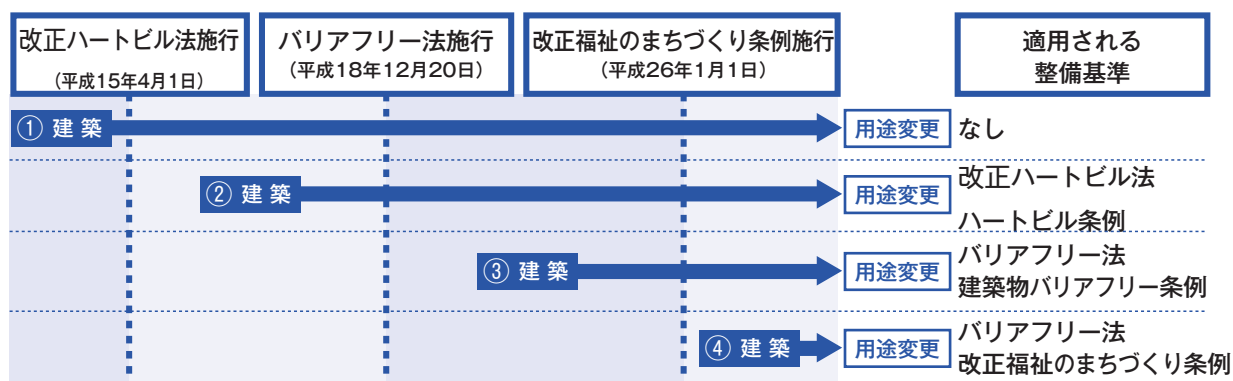 改正ハートビル法施行
（平成15年4月1日）
バリアフリー法施行
（平成18年12月20日）
改正福祉のまちづくり条例施行
（平成26年1月1日）
適用される
整備基準
① 建築
用途変更
なし
② 建築
用途変更
改正ハートビル法
ハートビル条例
③ 建築
用途変更
バリアフリー法
建築物バリアフリー条例
④ 建築
用途変更
バリアフリー法
改正福祉のまちづくり条例